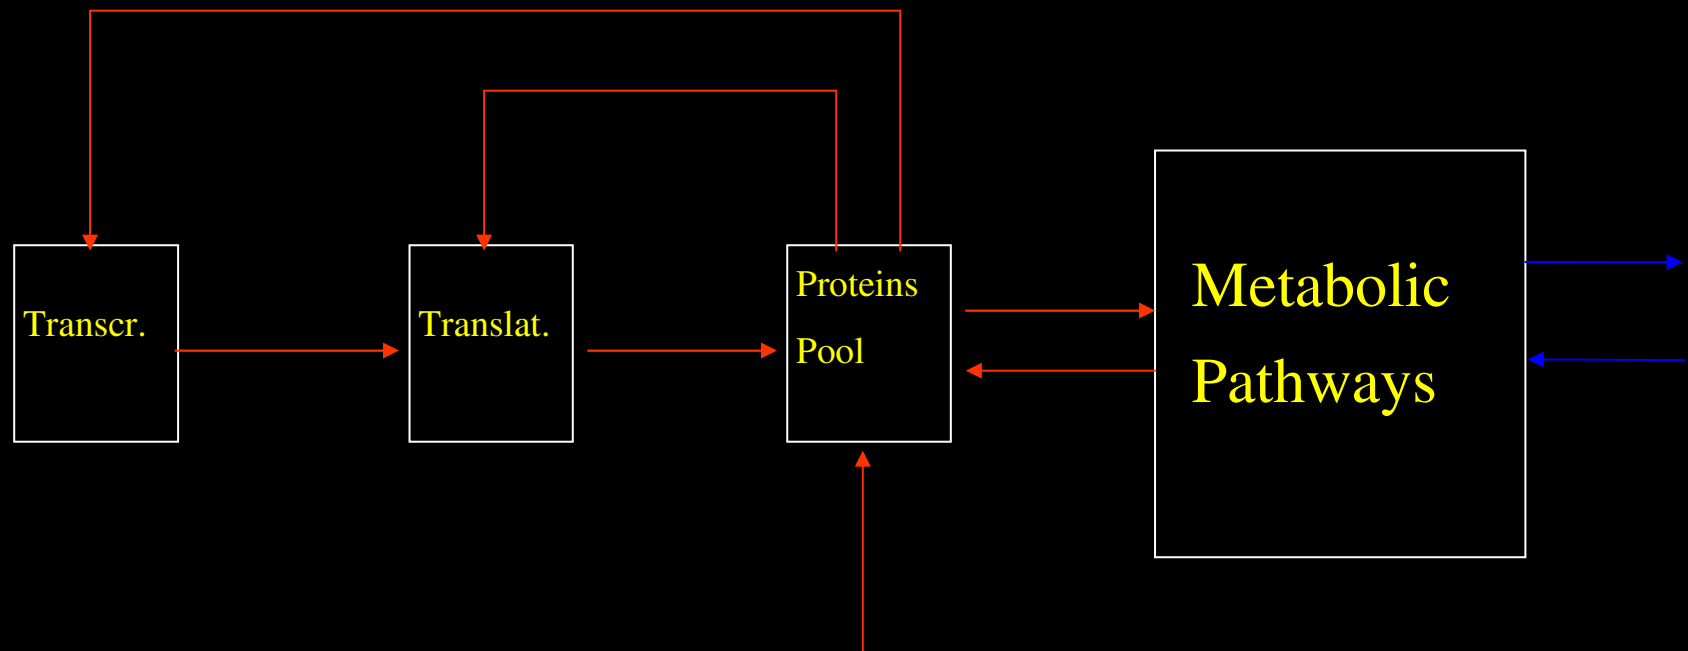 Transcr.
Translat.
Proteins
Pool
Metabolic
Pathways